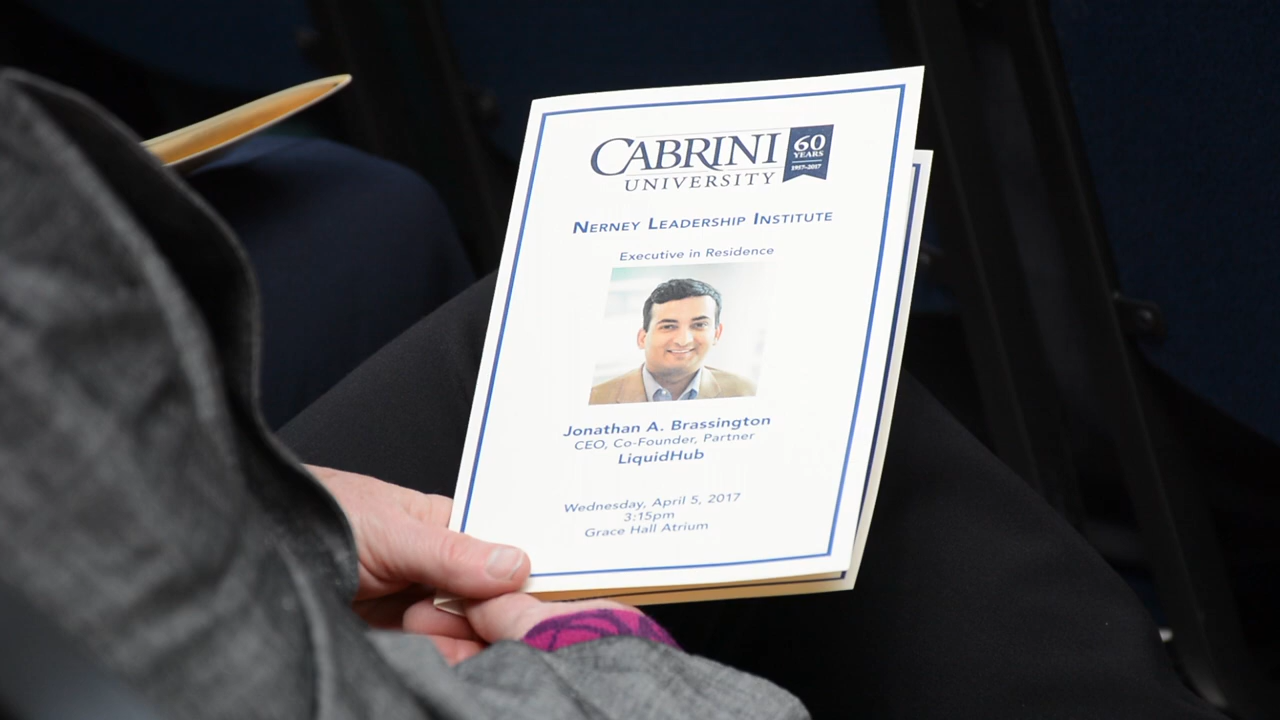 CABRINI
UNIVERSITY
60
YEARS
1957-2017
NERNEY LEADERSHIP INSTITUTE
Executive in Residence
Jonathan A. Brassington
CEO, Co-Founder, Partner
LiquidHub
Wednesday, April 5, 2017
3:15pm
Grace Hall Atrium